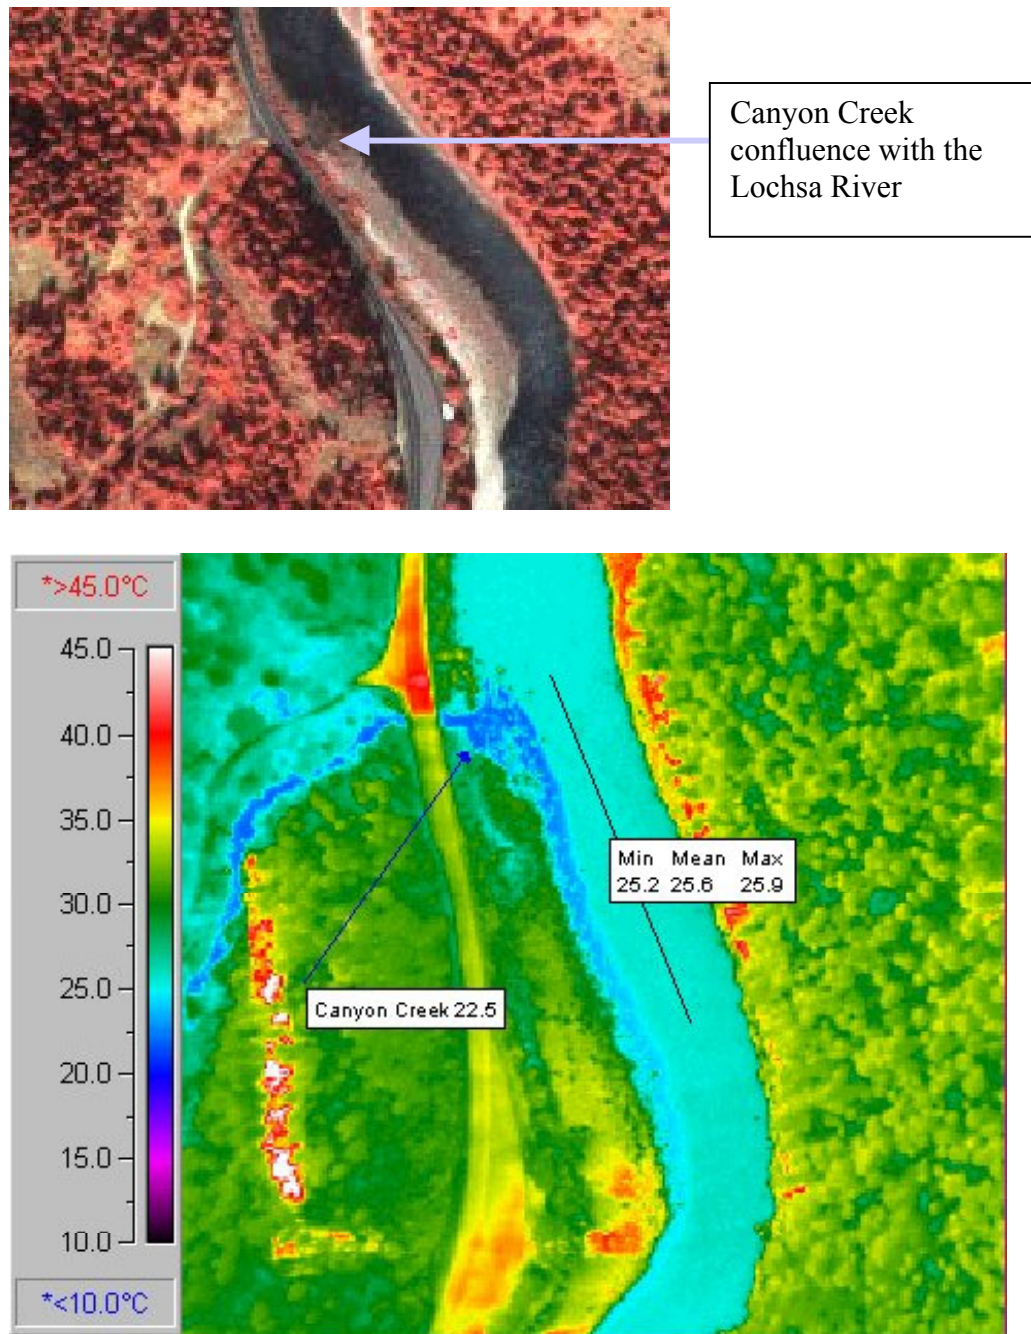 Canyon Creek
confluence with the
Lochsa River
*>45.0°C
45.0
40.0
35.0
30.0
25.0
20.0
15.0
10.0
*<10.0°C
Min Mean Max
25.2 25.6 25.9
Canyon Creek 22.5